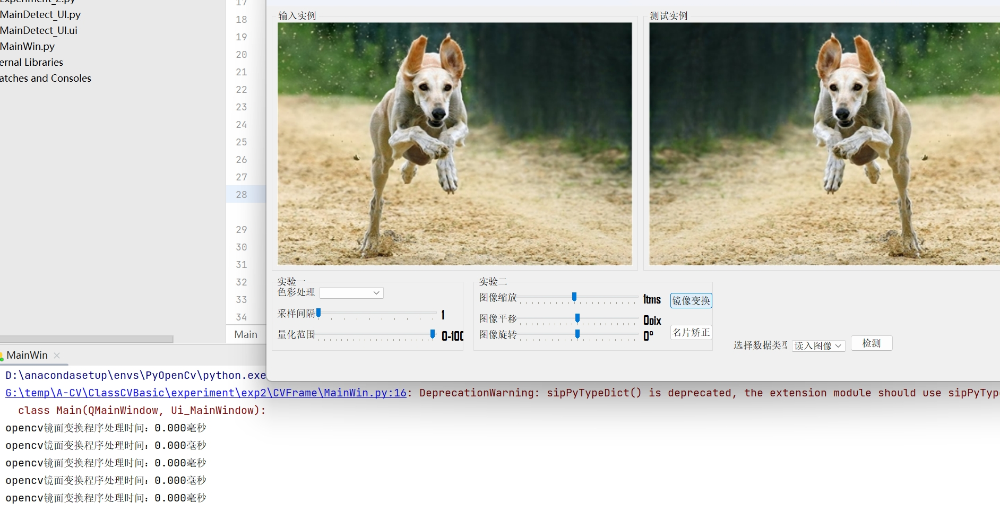 Experiment_2.py
MainDetect_UI.py
MainDetect_UI.ui
MainWin.py
ernal Libraries
atches and Consoles
17
18
19
20
21
22
23
24
25
26
27
28
29
30
31
32
33
34
Main
输入实例
测试实例
实验一
色彩处理
采样间隔 1
量化范围 0-100
实验二
图像缩放 1tms 镜像变换
图像平移 0pix
图像旋转 0° 名片矫正
选择数据类型 读入图像 检测
MainWin
D:\anacondasetup\envs\PyOpenCv\python.exe
G:\temp\A-CV\ClassCVBasic\experiment\exp2\CVFrame\MainWin.py:16: DeprecationWarning: sipPyTypeDict() is deprecated, the extension module should use sipPyType
class Main(QMainWindow, Ui_MainWindow):
opencv镜面变换程序处理时间：0.000毫秒
opencv镜面变换程序处理时间：0.000毫秒
opencv镜面变换程序处理时间：0.000毫秒
opencv镜面变换程序处理时间：0.000毫秒
opencv镜面变换程序处理时间：0.000毫秒